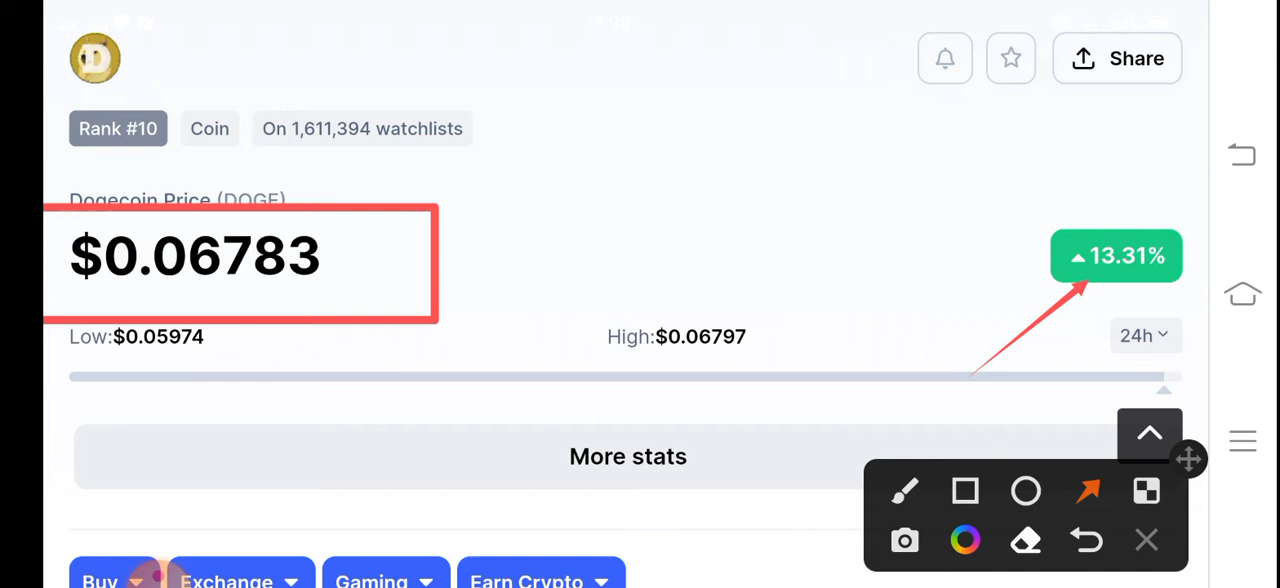 Share
Rank #10 Coin On 1,611,394 watchlists
Dogecoin Price (DOGE)
$0.06783
13.31%
Low:$0.05974 High:$0.06797 24h
More stats
Buy Exchange Gaming Earn Crypto